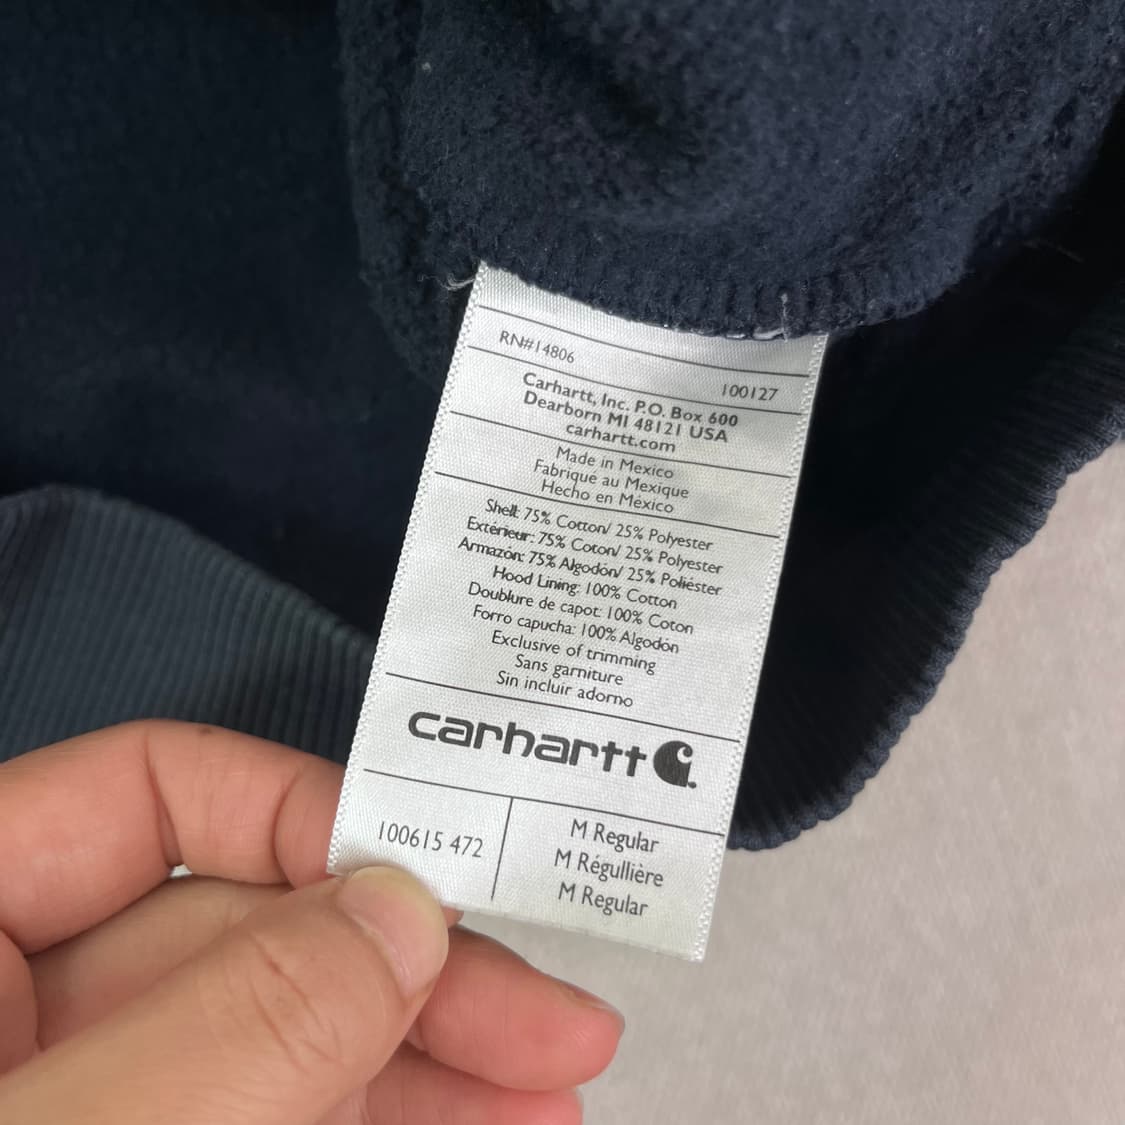 RN#14806
100127
Carhartt, Inc. P.O. Box 600
Dearborn MI 48121 USA
carhartt.com
Made in Mexico
Fabriqué au Mexique
Hecho en México
Shell: 75% Cotton/ 25% Polyester
Extérieur: 75% Coton/ 25% Polyester
Armazón: 75% Algodón/ 25% Poliéster
Hood Lining: 100% Cotton
Doublure de capot: 100% Coton
Forro capucha: 100% Algodón
Exclusive of trimming
Sans garniture
Sin incluir adorno
carhartt
100615 472
M Regular
M Régullière
M Regular